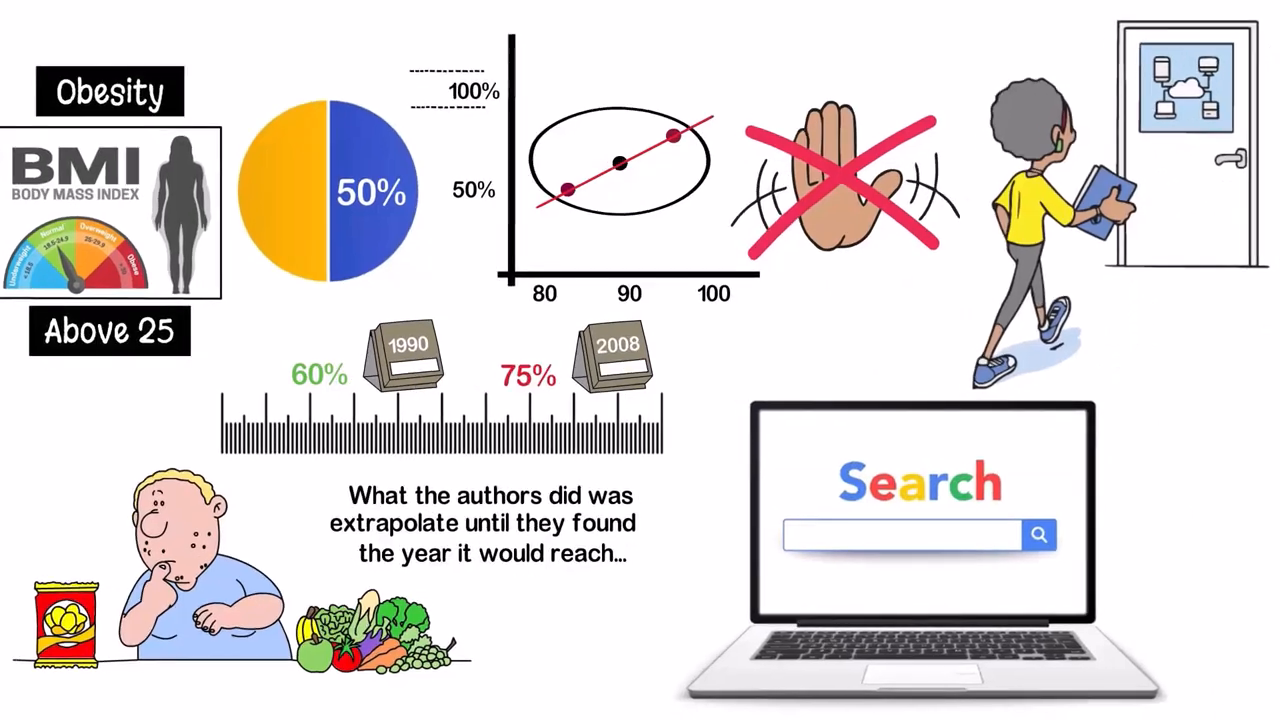 Obesity
BMI
BODY MASS INDEX
Underweight
<18.5
Normal
18.5-24.9
Overweight
25-29.9
Obese
Above 25
50%
100%
50%
80 90 100
60%
1990
75%
2008
What the authors did was
extrapolate until they found
the year it would reach...
Search